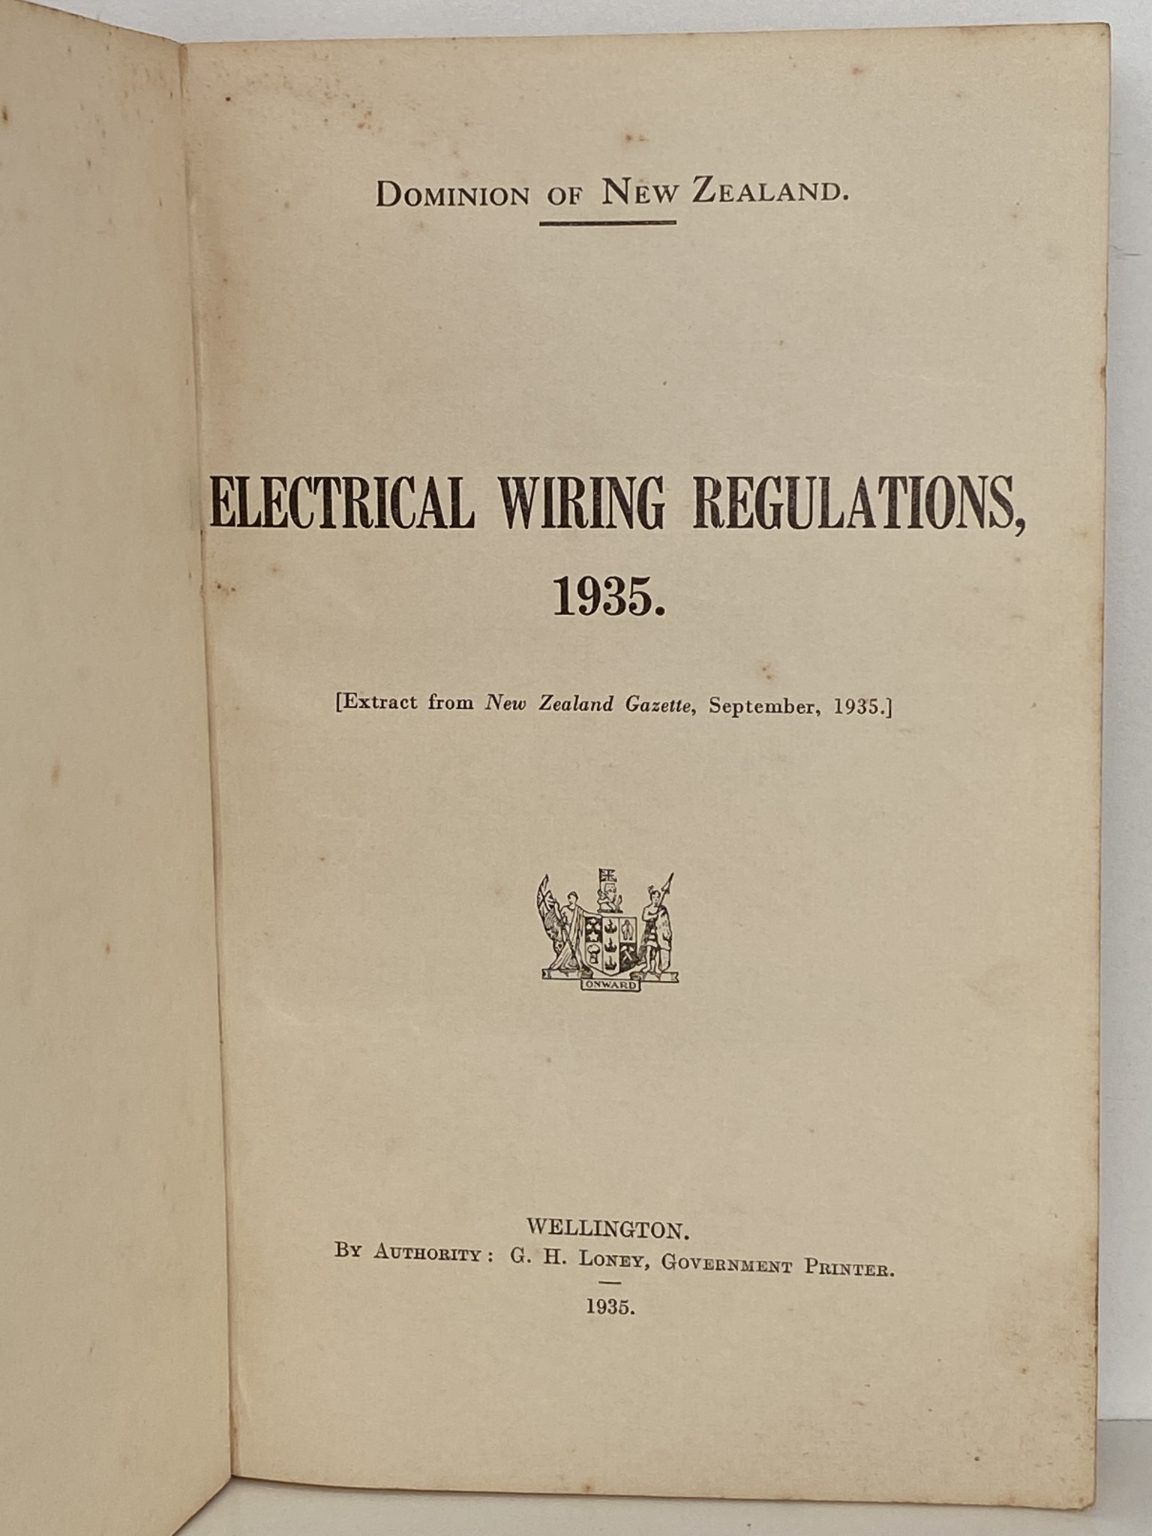 Dominion of New Zealand.
ELECTRICAL WIRING REGULATIONS,
1935.
[Extract from New Zealand Gazette, September, 1935.]
ONWARD
WELLINGTON.
By Authority: G. H. Loney, Government Printer.
1935.